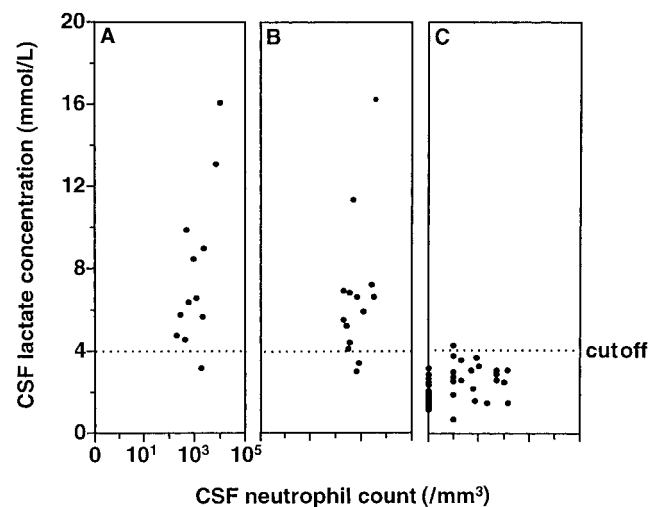 CSF lactate concentration (mmol/L)
20
16
12
8
4
0
A
B
C
cutoff
0 10¹ 10³ 10⁵
CSF neutrophil count (/mm³)